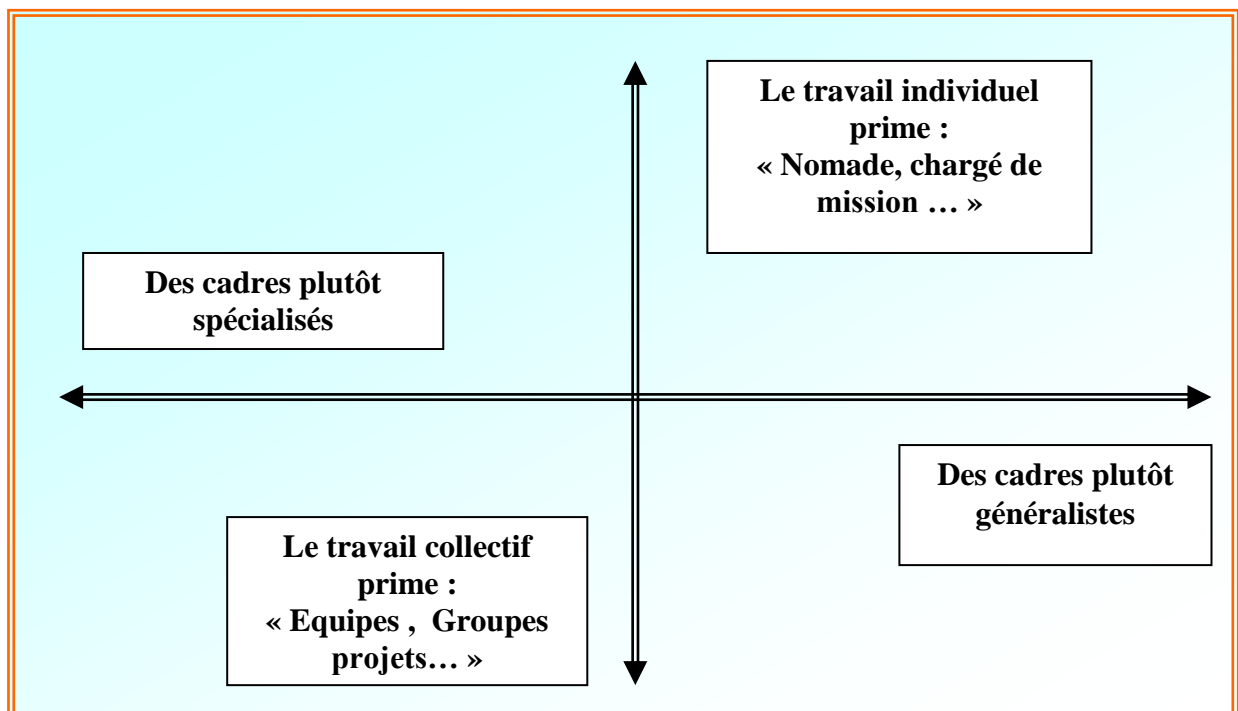 Le travail individuel
prime :
« Nomade, chargé de
mission … »
Des cadres plutôt
spécialisés
Des cadres plutôt
généralistes
Le travail collectif
prime :
« Equipes ,  Groupes
projets… »